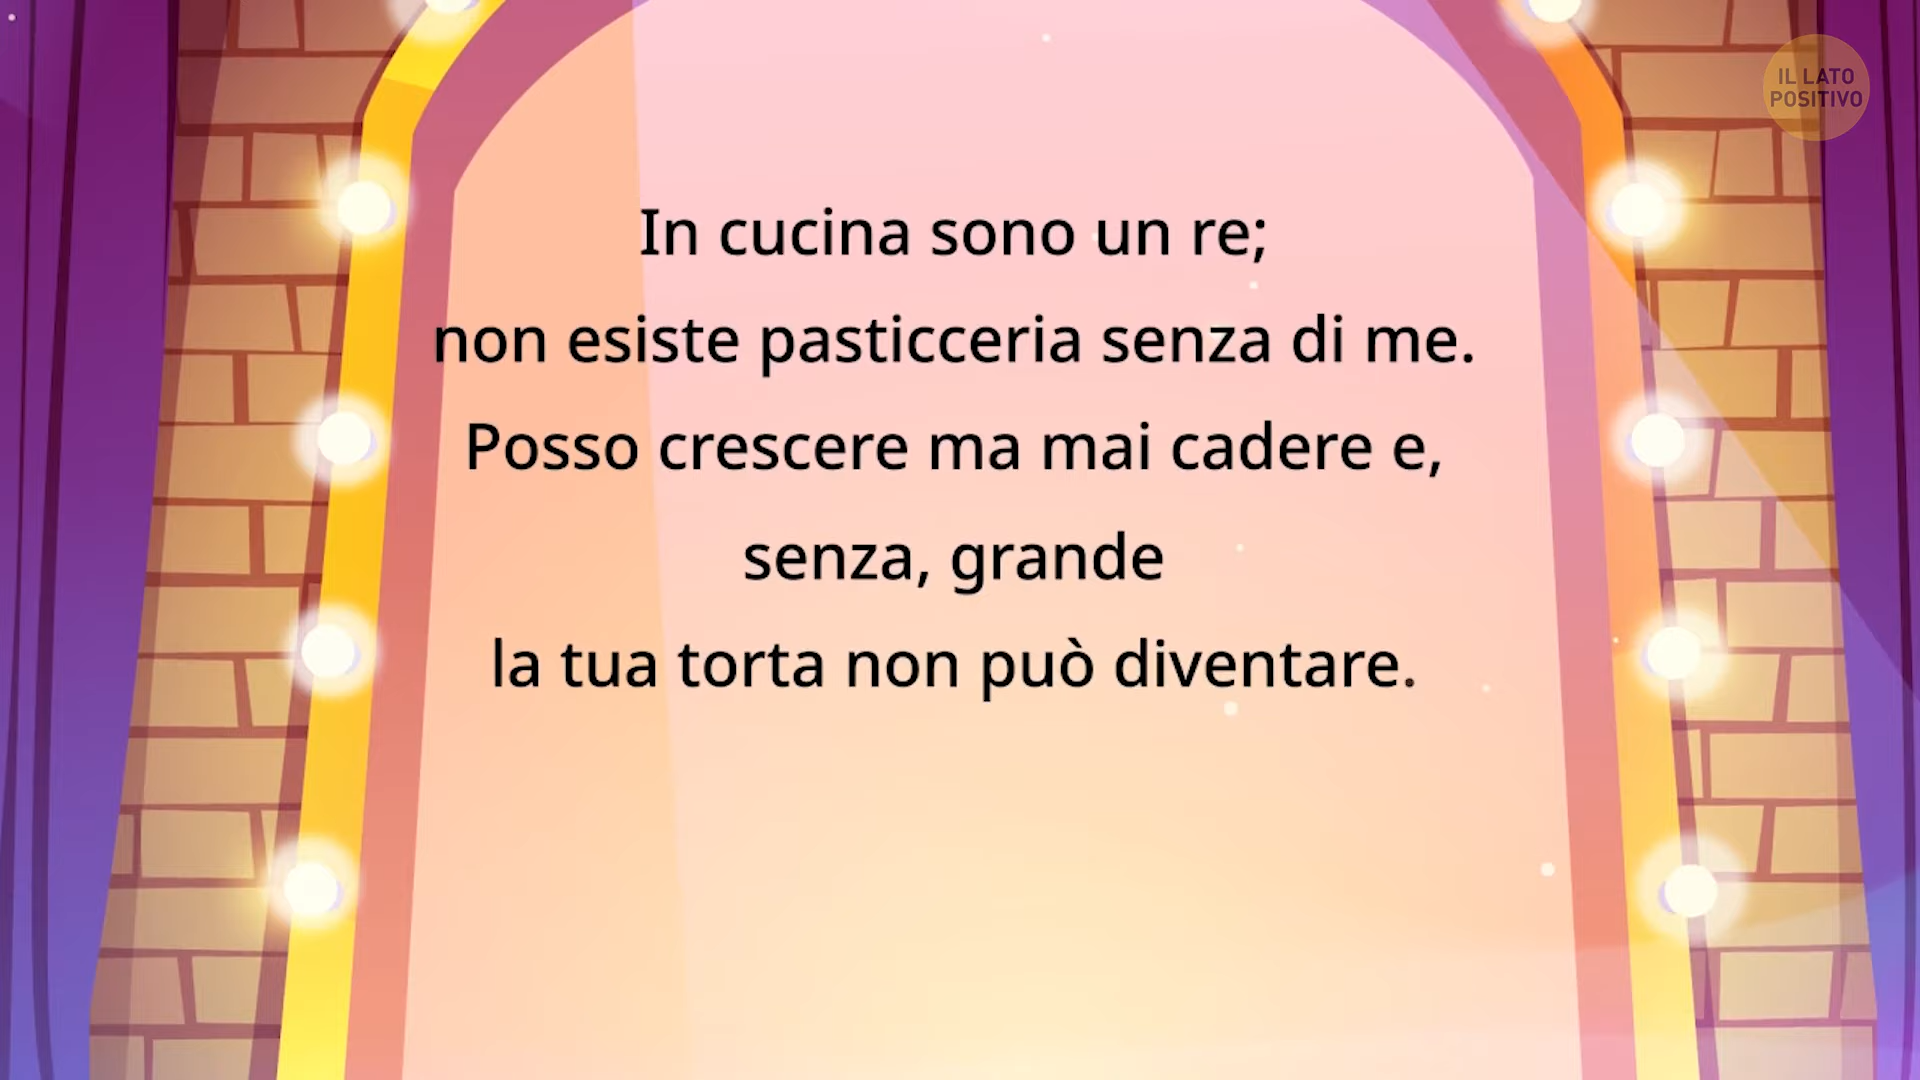 IL LATO
POSITIVO
In cucina sono un re;
non esiste pasticceria senza di me.
Posso crescere ma mai cadere e,
senza, grande
la tua torta non può diventare.